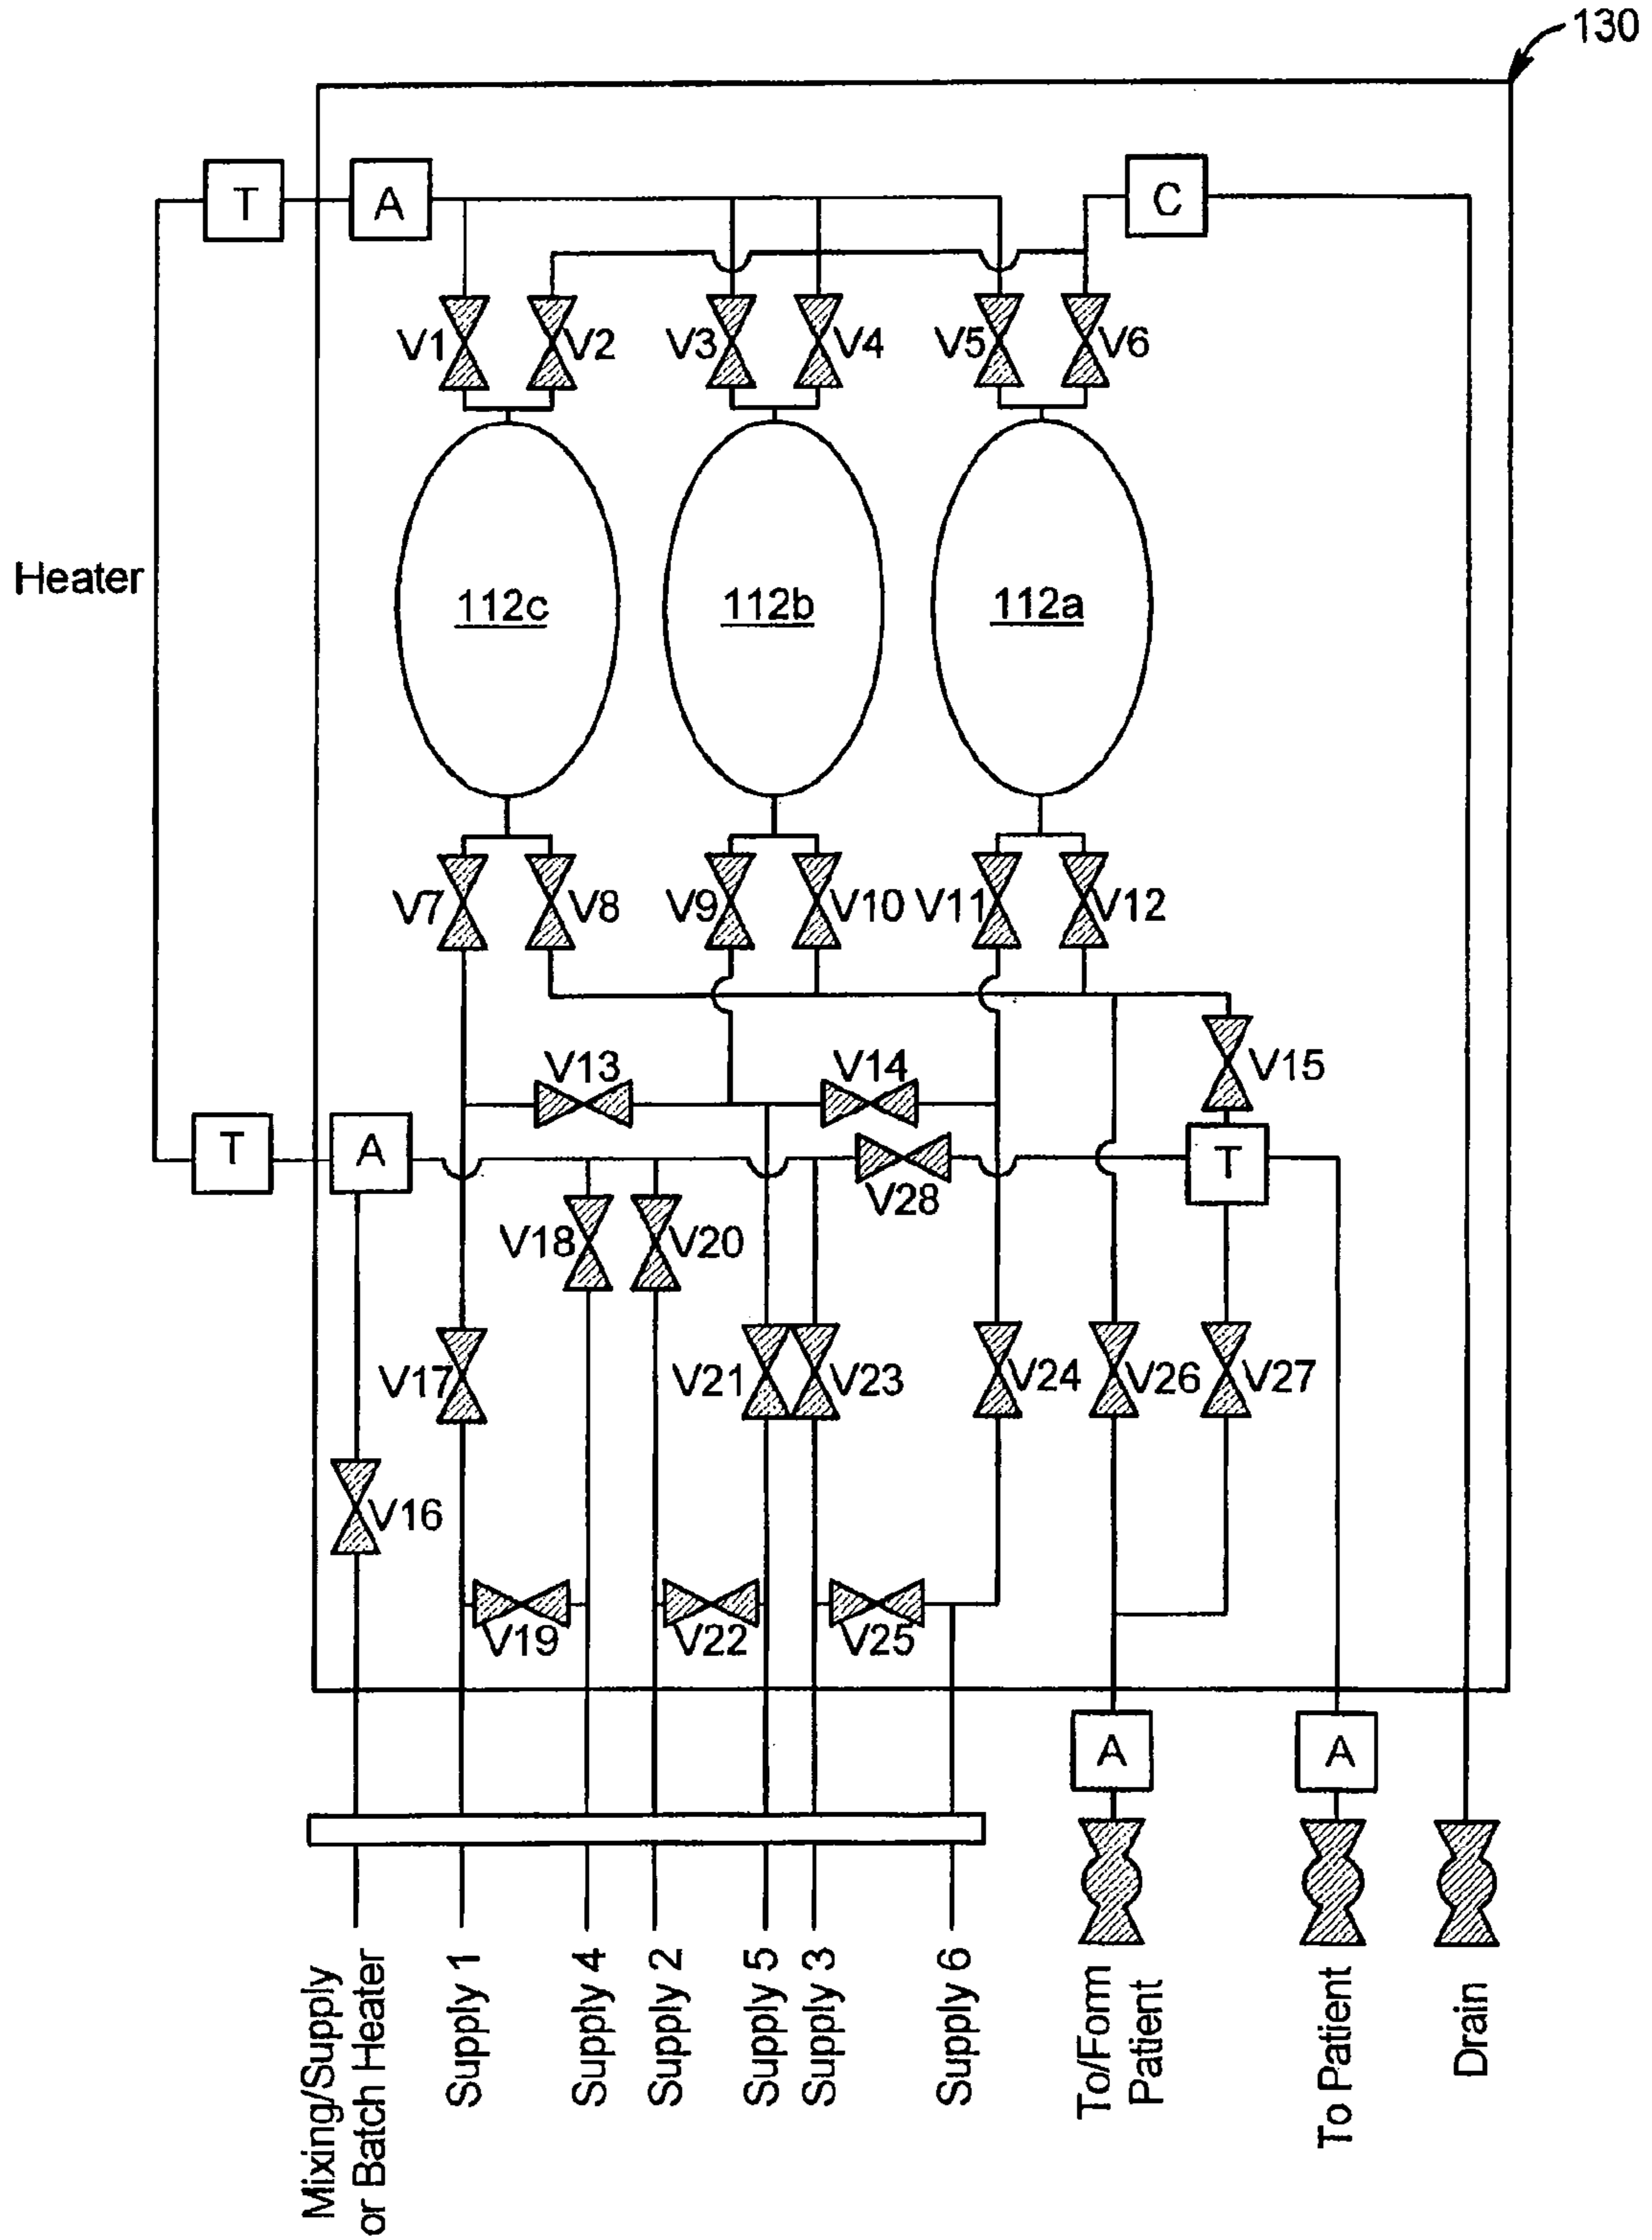 130
T
A
C
V1
V2
V3
V4
V5
V6
Heater
112c
112b
112a
V7
V8
V9
V10
V11
V12
V13
V14
V15
T
A
T
V28
V18
V20
V17
V21
V23
V24
V26
V27
V16
V19
V22
V25
A
A
Mixing/Supply
or Batch Heater
Supply 1
Supply 4
Supply 2
Supply 5
Supply 3
Supply 6
To/Form
Patient
To Patient
Drain